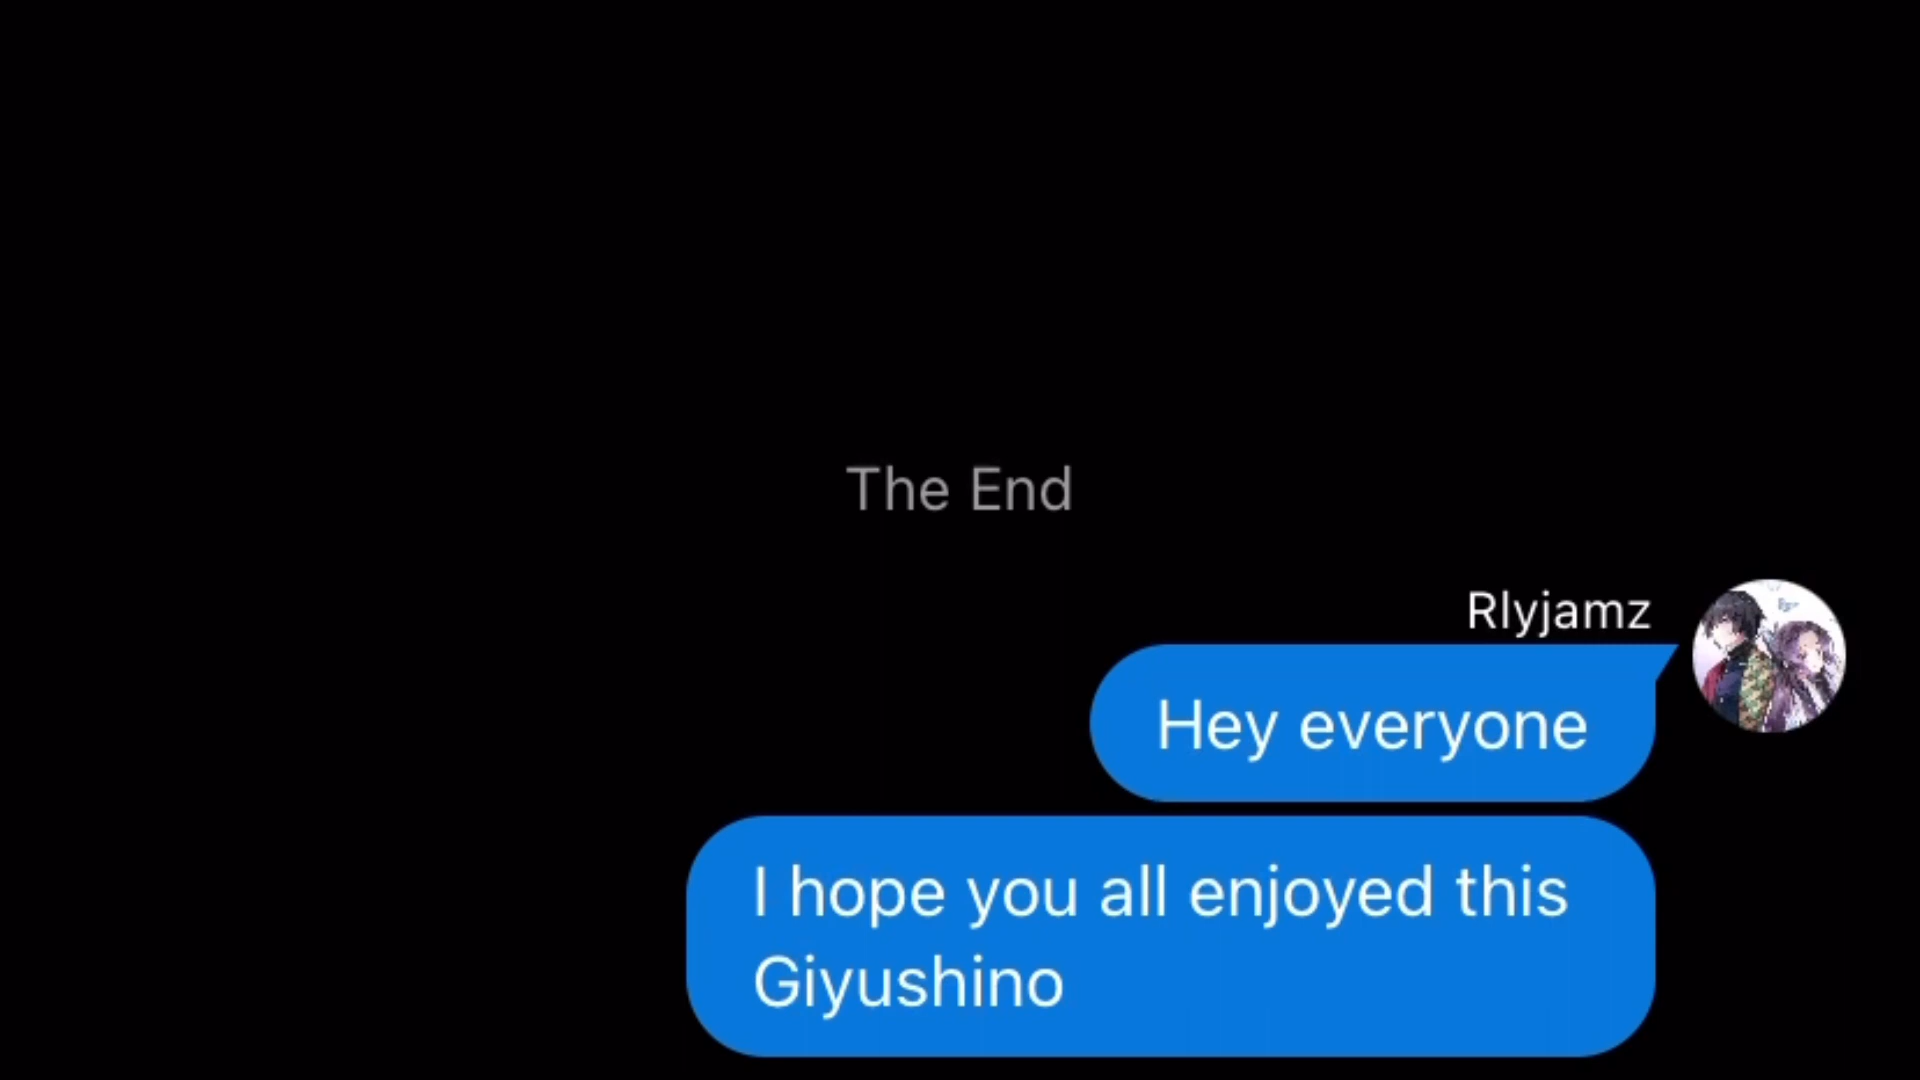 The End
Rlyjamz
Hey everyone
I hope you all enjoyed this
Giyushino